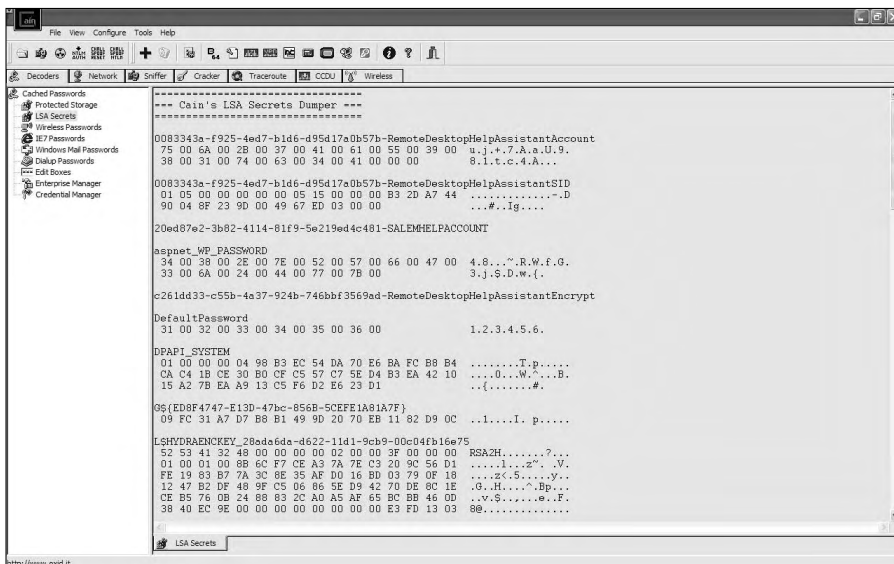 ain
File View Configure Tools Help
Decoders Network Sniffer Cracker Traceroute CCDU Wireless
Cached Passwords
Protected Storage
LSA Secrets
Wireless Passwords
IE7 Passwords
Windows Mail Passwords
Dialup Passwords
Edit Boxes
Enterprise Manager
Credential Manager
=================================
--- Cain's LSA Secrets Dumper ---
=================================
0083343a-f925-4ed7-b1d6-d95d17a0b57b-RemoteDesktopHelpAssistantAccount
75 00 6A 00 2B 00 37 00 41 00 61 00 55 00 39 00 u.j.+.7.A.a.U.9.
38 00 31 00 74 00 63 00 34 00 41 00 00 00 8.1.t.c.4.A...
0083343a-f925-4ed7-b1d6-d95d17a0b57b-RemoteDesktopHelpAssistantSID
01 05 00 00 00 00 00 05 15 00 00 00 B3 2D A7 44 .............-.D
90 04 8F 23 9D 00 49 67 ED 03 00 00 ...#..Ig....
20ed87e2-3b82-4114-81f9-5e219ed4c481-SALEMHELPACCOUNT
aspnet_WP_PASSWORD
34 00 38 00 2E 00 7E 00 52 00 57 00 66 00 47 00 4.8...~.R.W.f.G.
33 00 6A 00 24 00 44 00 77 00 7B 00 3.j.$.D.w.{.
c261dd33-c55b-4a37-924b-746bbf3569ad-RemoteDesktopHelpAssistantEncrypt
DefaultPassword
31 00 32 00 33 00 34 00 35 00 36 00 1.2.3.4.5.6.
DPAPI_SYSTEM
01 00 00 00 04 98 B3 EC 54 DA 70 E6 BA FC B8 B4 ........T.p.....
CA C4 1B CE 30 B0 CF C5 57 C7 5E D4 B3 EA 42 10 ....0...W.^...B.
15 A2 7B EA A9 13 C5 F6 D2 E6 23 D1 ..{.......#.
G${ED8F4747-E13D-47bc-856B-5CEFE1A81A7F}
09 FC 31 A7 D7 B8 B1 49 9D 20 70 EB 11 82 D9 0C ..1....I. p.....
L$HYDRAENCKEY_28ada6da-d622-11d1-9cb9-00c04fb16e75
52 53 41 32 48 00 00 00 00 02 00 00 3F 00 00 00 RSA2H.......?...
01 00 01 00 8B 6C F7 CE A3 7A 7E C3 20 9C 56 D1 .....l...z~. .V.
FE 19 83 B7 7A 3C 8E 35 AF D0 16 BD 03 79 0F 18 ....z<.5.....y..
12 47 B2 DF 48 9F C5 06 86 5E D9 42 70 DE 8C 1E .G..H....^.Bp...
CE B5 76 0B 24 88 83 2C A0 A5 AF 65 BC BB 46 0D ..v.$..,...e..F.
38 40 EC 9E 00 00 00 00 00 00 00 00 E3 FD 13 03 8@..............
LSA Secrets